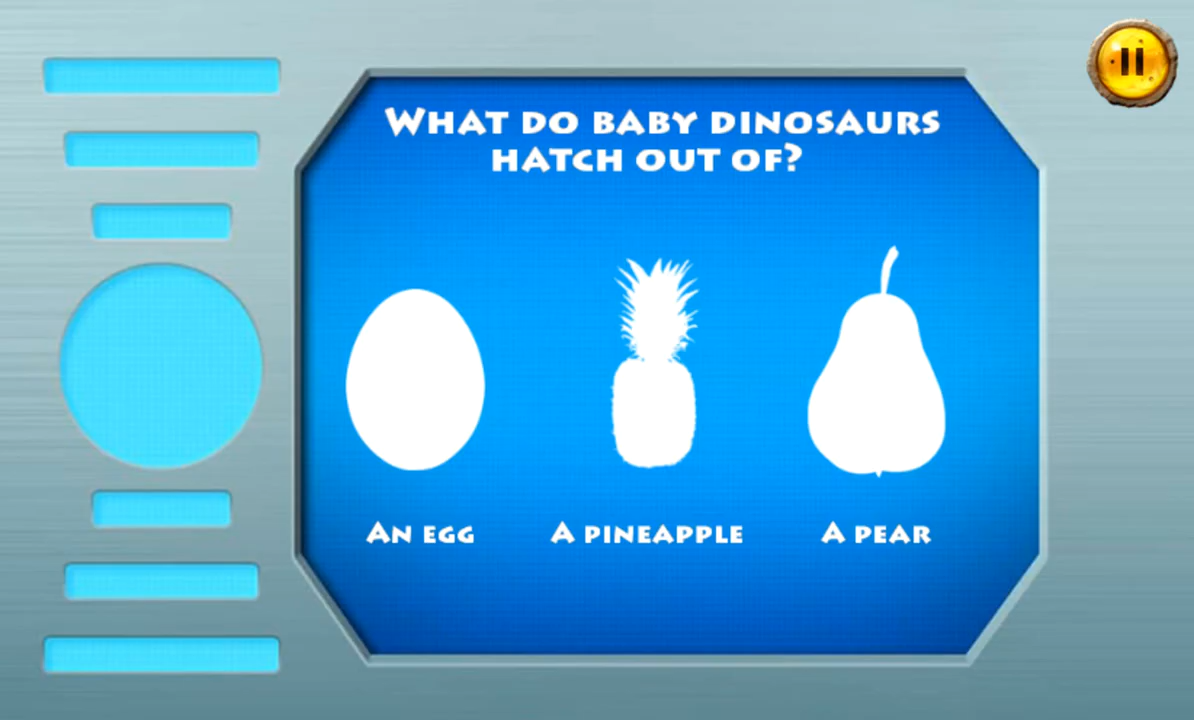 What do baby dinosaurs
hatch out of?
An egg
A pineapple
A pear